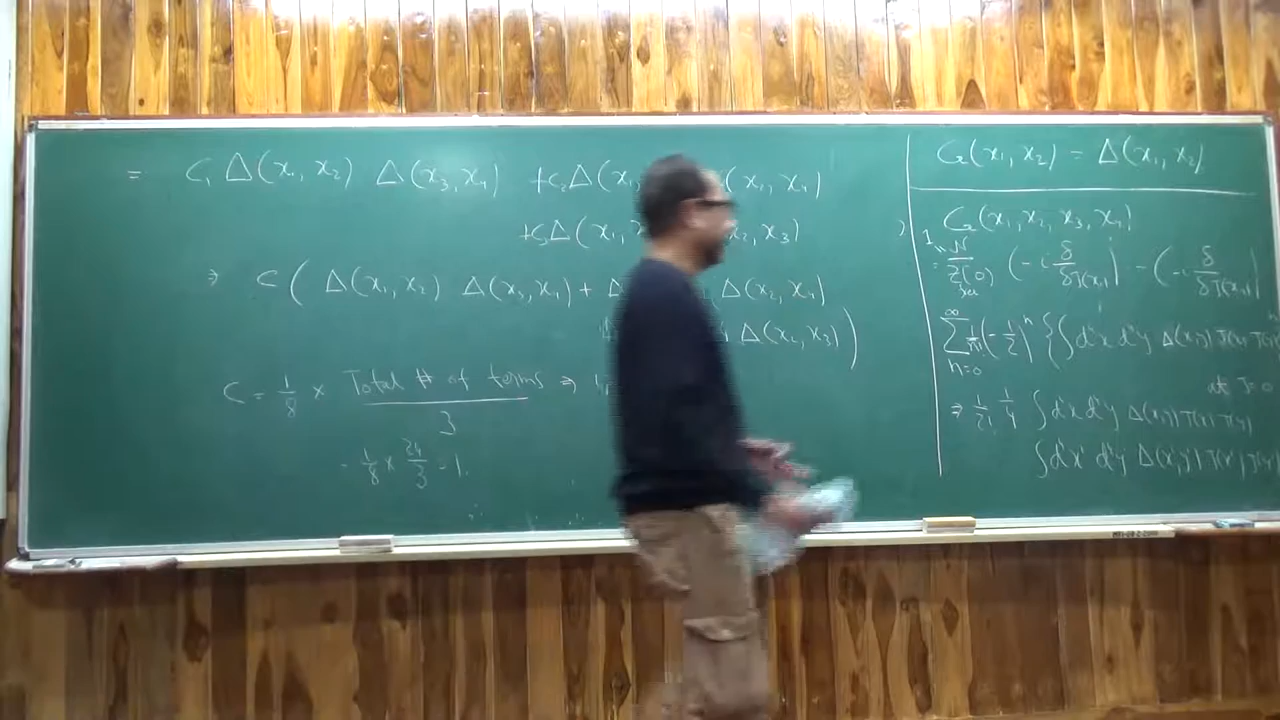 = C₁ Δ(x₁, x₂) Δ(x₃, x₄) + C₂ Δ(x₁, (x₁, x₄)
+ C₃ Δ(x₁, x₂, x₃)
⇒ C ( Δ(x₁, x₂) Δ(x₃, x₄) + Δ Δ(x₂, x₄)
Δ(x₂, x₃) )
C = 1/8 × Total # of terms / 3 ⇒
= 1/8 × 24/3 = 1.
G₂(x₁, x₂) = Δ(x₁, x₂)
G₂(x₁, x₂, x₃, x₄)
= N/Z(0) (-i δ/δJ(x₁)) - (-i δ/δJ(x₄))
∞ Σ n=0 1/n! (-1/2)ⁿ { ∫ d⁴x d⁴y Δ(x,y) J(x) J(y)
at J = 0
⇒ 1/2! 1/4 ∫ d⁴x d⁴y Δ(x,y) J(x) J(y)
∫ d⁴x' d⁴y' Δ(x',y') J(x') J(y')